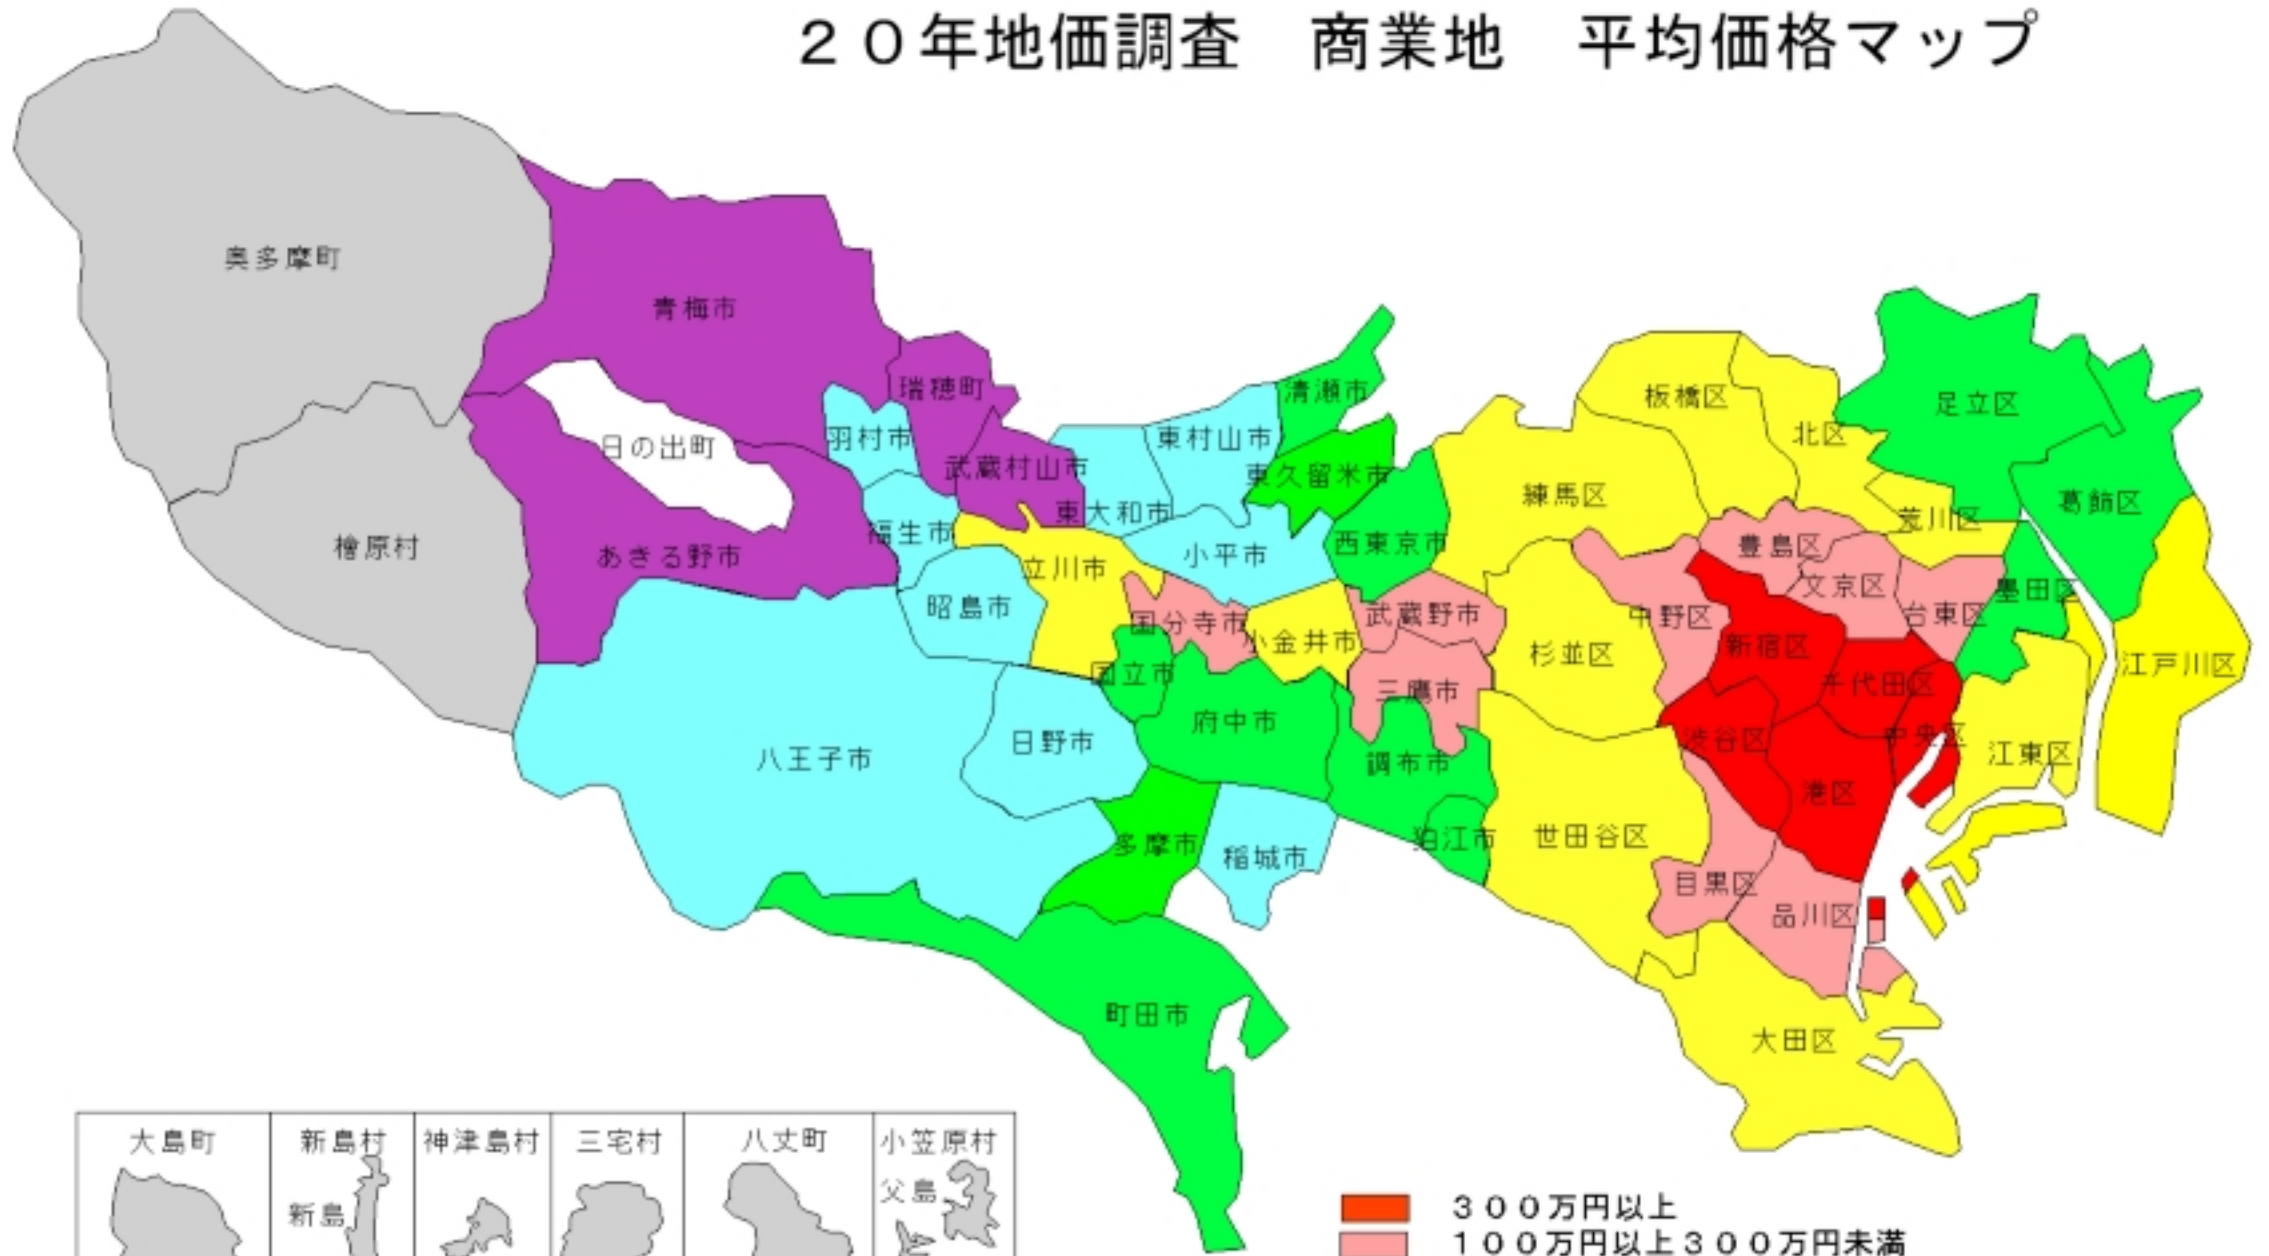 ２０年地価調査　商業地　平均価格マップ
奥多摩町
青梅市
瑞穂町
清瀬市
板橋区
足立区
日の出町
羽村市
武蔵村山市
東村山市
東久留米市
北区
檜原村
あきる野市
福生市
東大和市
小平市
西東京市
練馬区
荒川区
葛飾区
立川市
昭島市
国分寺市
小金井市
武蔵野市
杉並区
中野区
豊島区
文京区
台東区
墨田区
新宿区
千代田区
江戸川区
国立市
府中市
三鷹市
八王子市
日野市
調布市
渋谷区
中央区
港区
江東区
多摩市
稲城市
狛江市
世田谷区
目黒区
品川区
町田市
大田区
大島町
新島村
神津島村
三宅村
八丈町
小笠原村
新島
父島
３００万円以上
１００万円以上３００万円未満